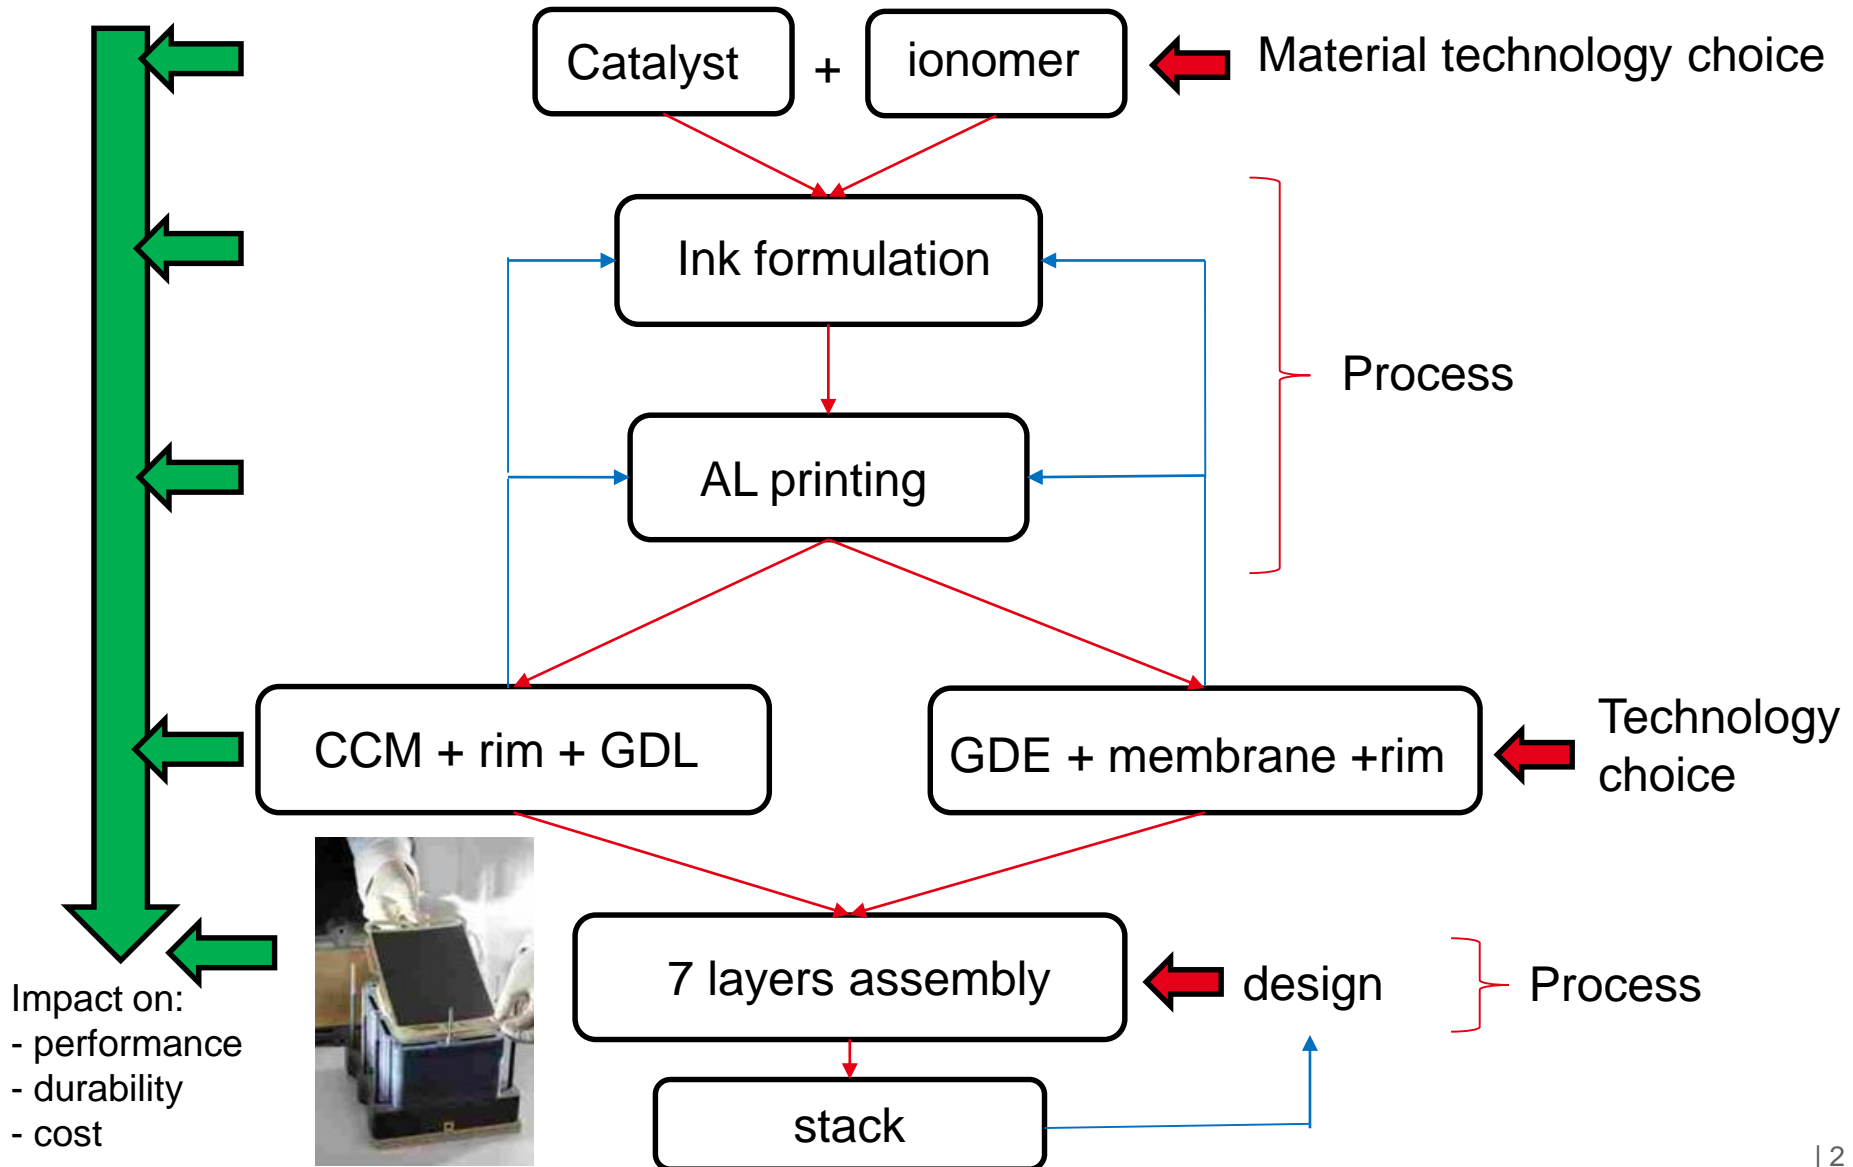 Catalyst
+
ionomer
Material technology choice
Ink formulation
Process
AL printing
CCM + rim + GDL
GDE + membrane +rim
Technology
choice
7 layers assembly
design
Process
Impact on:
- performance
- durability
- cost
stack
| 2